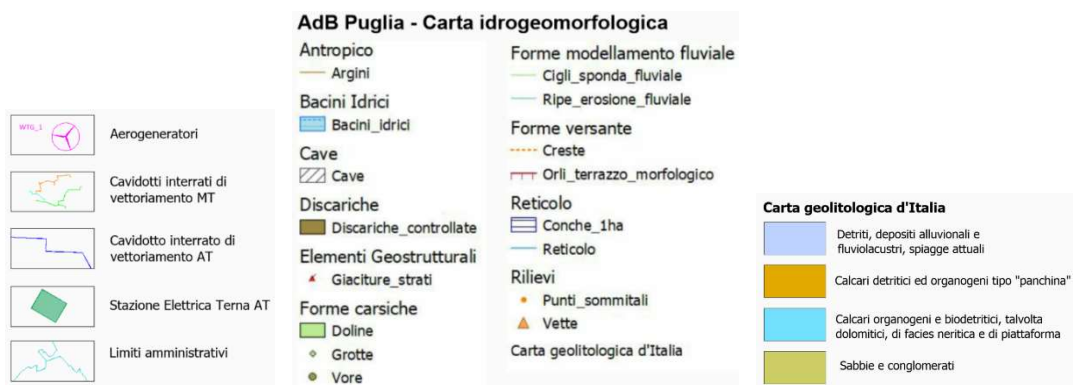 WTG_1
Aerogeneratori
Cavidotti interrati di
vettoriamento MT
Cavidotto interrato di
vettoriamento AT
Stazione Elettrica Terna AT
Limiti amministrativi
AdB Puglia - Carta idrogeomorfologica
Antropico
Argini
Bacini Idrici
Bacini_idrici
Cave
Cave
Discariche
Discariche_controllate
Elementi Geostrutturali
Giaciture_strati
Forme carsiche
Doline
Grotte
Vore
Forme modellamento fluviale
Cigli_sponda_fluviale
Ripe_erosione_fluviale
Forme versante
Creste
Orli_terrazzo_morfologico
Reticolo
Conche_1ha
Reticolo
Rilievi
Punti_sommitali
Vette
Carta geolitologica d'Italia
Carta geolitologica d'Italia
Detriti, depositi alluvionali e
fluviolacustri, spiagge attuali
Calcari detritici ed organogeni tipo "panchina"
Calcari organogeni e biodetritici, talvolta
dolomitici, di facies neritica e di piattaforma
Sabbie e conglomerati